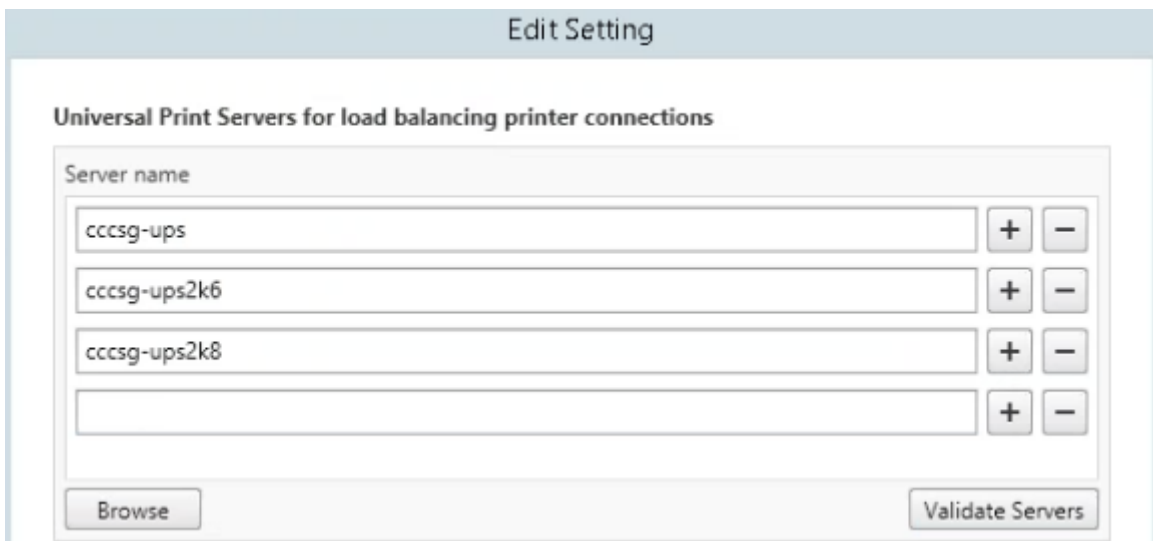 Edit Setting
Universal Print Servers for load balancing printer connections
Server name
cccsg-ups
+ −
cccsg-ups2k6
+ −
cccsg-ups2k8
+ −
+ −
Browse
Validate Servers